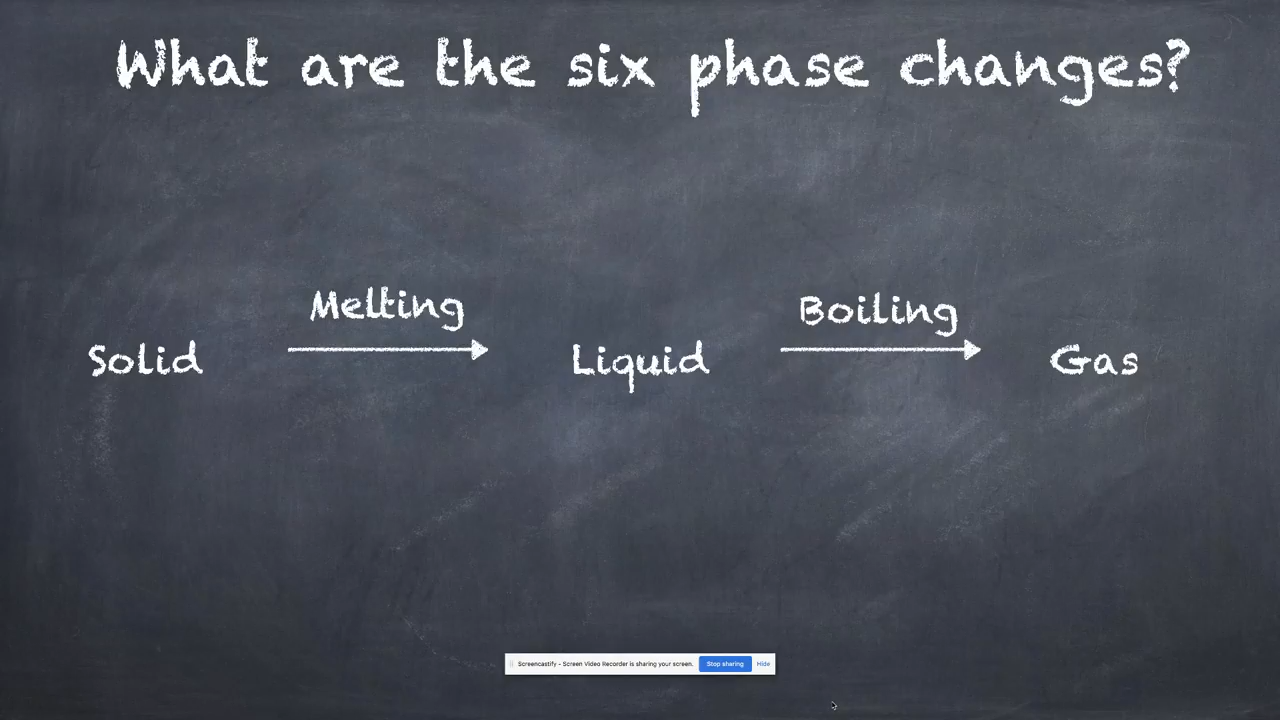 What are the six phase changes?
Melting
Boiling
Solid
Liquid
Gas
Screencastify - Screen Video Recorder is sharing your screen. Stop sharing Hide